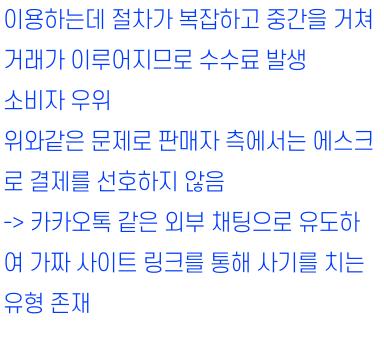 이용하는데 절차가 복잡하고 중간을 거쳐
거래가 이루어지므로 수수료 발생
소비자 우위
위와같은 문제로 판매자 측에서는 에스크
로 결제를 선호하지 않음
-> 카카오톡 같은 외부 채팅으로 유도하
여 가짜 사이트 링크를 통해 사기를 치는
유형 존재